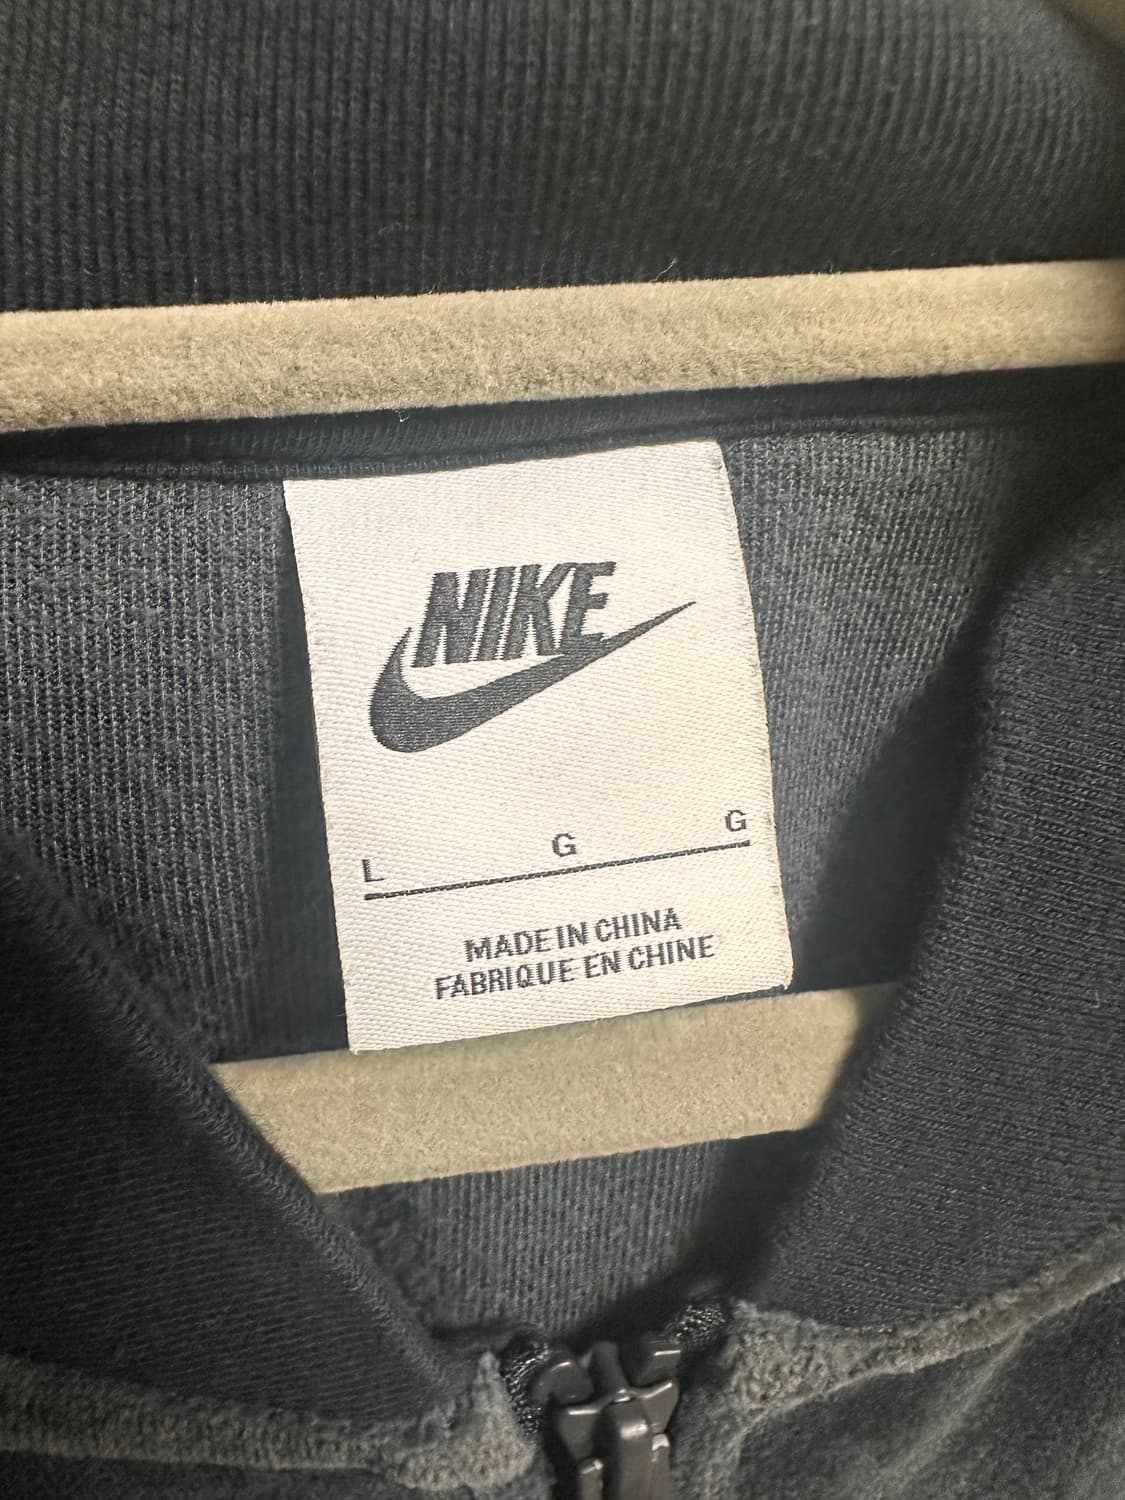 NIKE
L G G
MADE IN CHINA
FABRIQUE EN CHINE